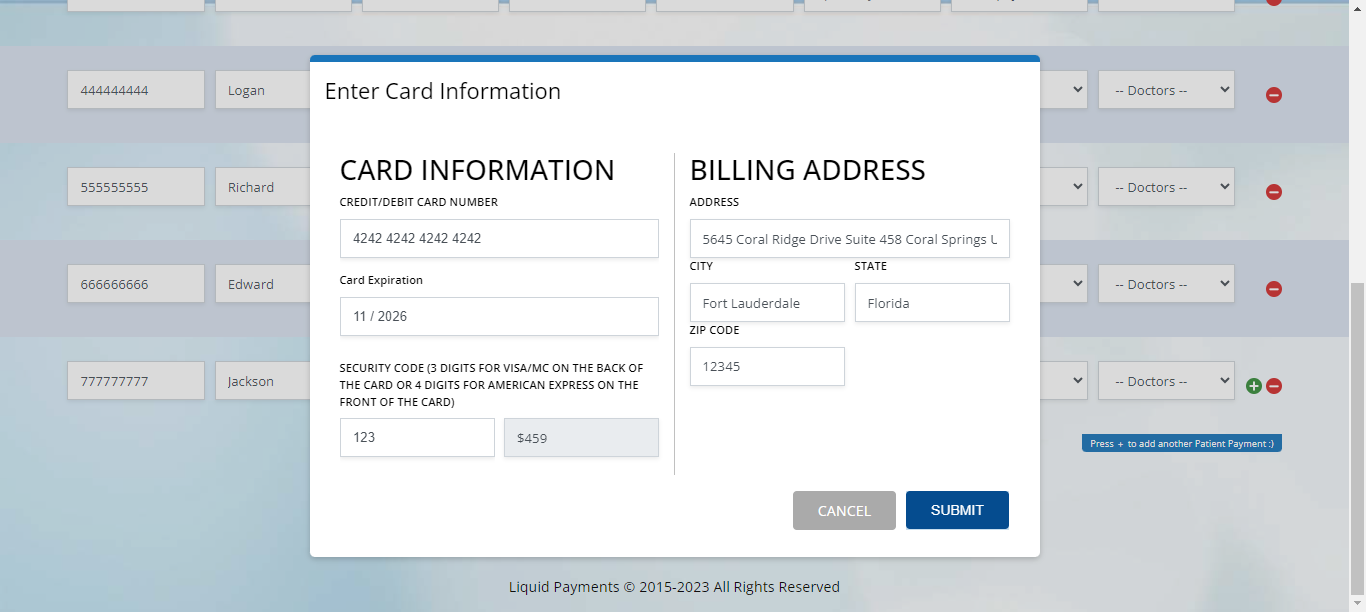 Enter Card Information
444444444
Logan
-- Doctors --
555555555
Richard
-- Doctors --
666666666
Edward
-- Doctors --
777777777
Jackson
-- Doctors --
CARD INFORMATION
CREDIT/DEBIT CARD NUMBER
4242 4242 4242 4242
Card Expiration
11 / 2026
SECURITY CODE (3 DIGITS FOR VISA/MC ON THE BACK OF
THE CARD OR 4 DIGITS FOR AMERICAN EXPRESS ON THE
FRONT OF THE CARD)
123
$459
BILLING ADDRESS
ADDRESS
5645 Coral Ridge Drive Suite 458 Coral Springs U
CITY
STATE
Fort Lauderdale
Florida
ZIP CODE
12345
CANCEL
SUBMIT
Press + to add another Patient Payment :)
Liquid Payments © 2015-2023 All Rights Reserved